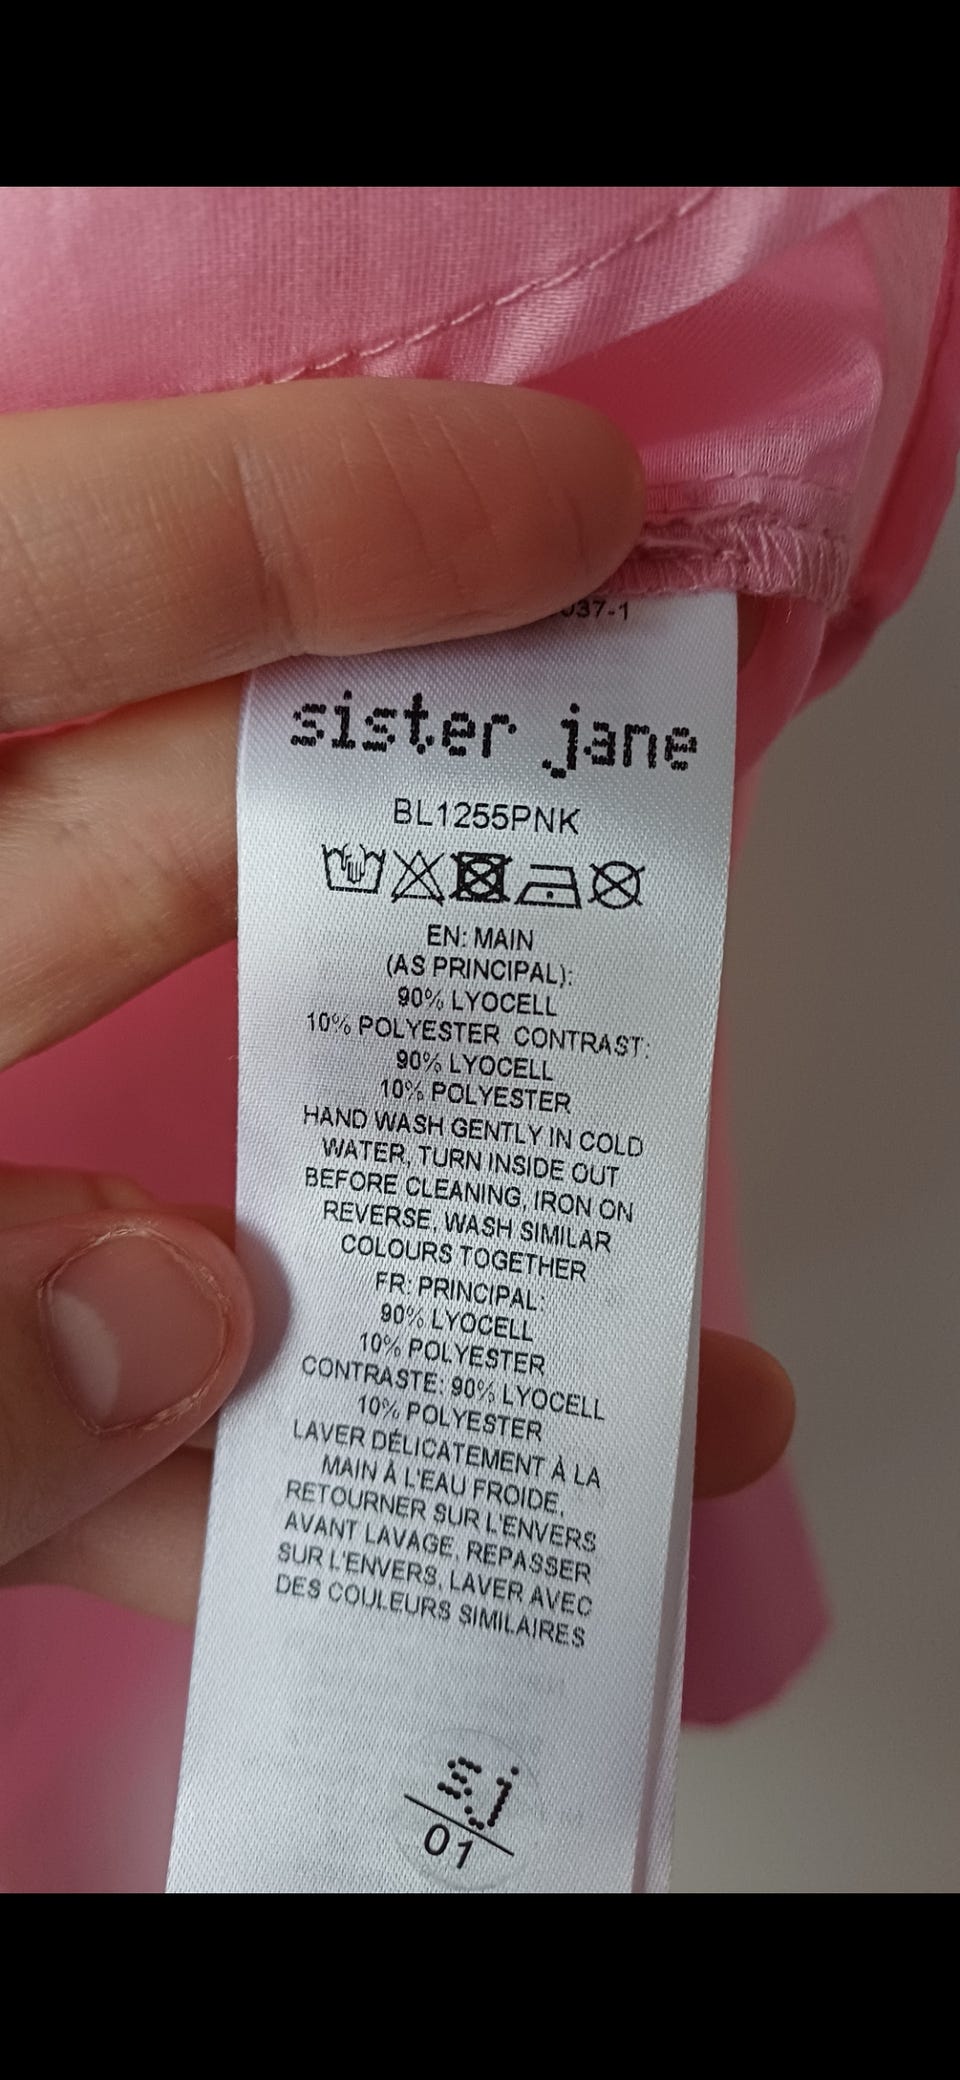 037-1
sister jane
BL1255PNK
EN: MAIN
(AS PRINCIPAL):
90% LYOCELL
10% POLYESTER CONTRAST:
90% LYOCELL
10% POLYESTER
HAND WASH GENTLY IN COLD
WATER, TURN INSIDE OUT
BEFORE CLEANING, IRON ON
REVERSE, WASH SIMILAR
COLOURS TOGETHER
FR: PRINCIPAL:
90% LYOCELL
10% POLYESTER
CONTRASTE: 90% LYOCELL
10% POLYESTER
LAVER DÉLICATEMENT À LA
MAIN À L'EAU FROIDE,
RETOURNER SUR L'ENVERS
AVANT LAVAGE, REPASSER
SUR L'ENVERS, LAVER AVEC
DES COULEURS SIMILAIRES
sj
01